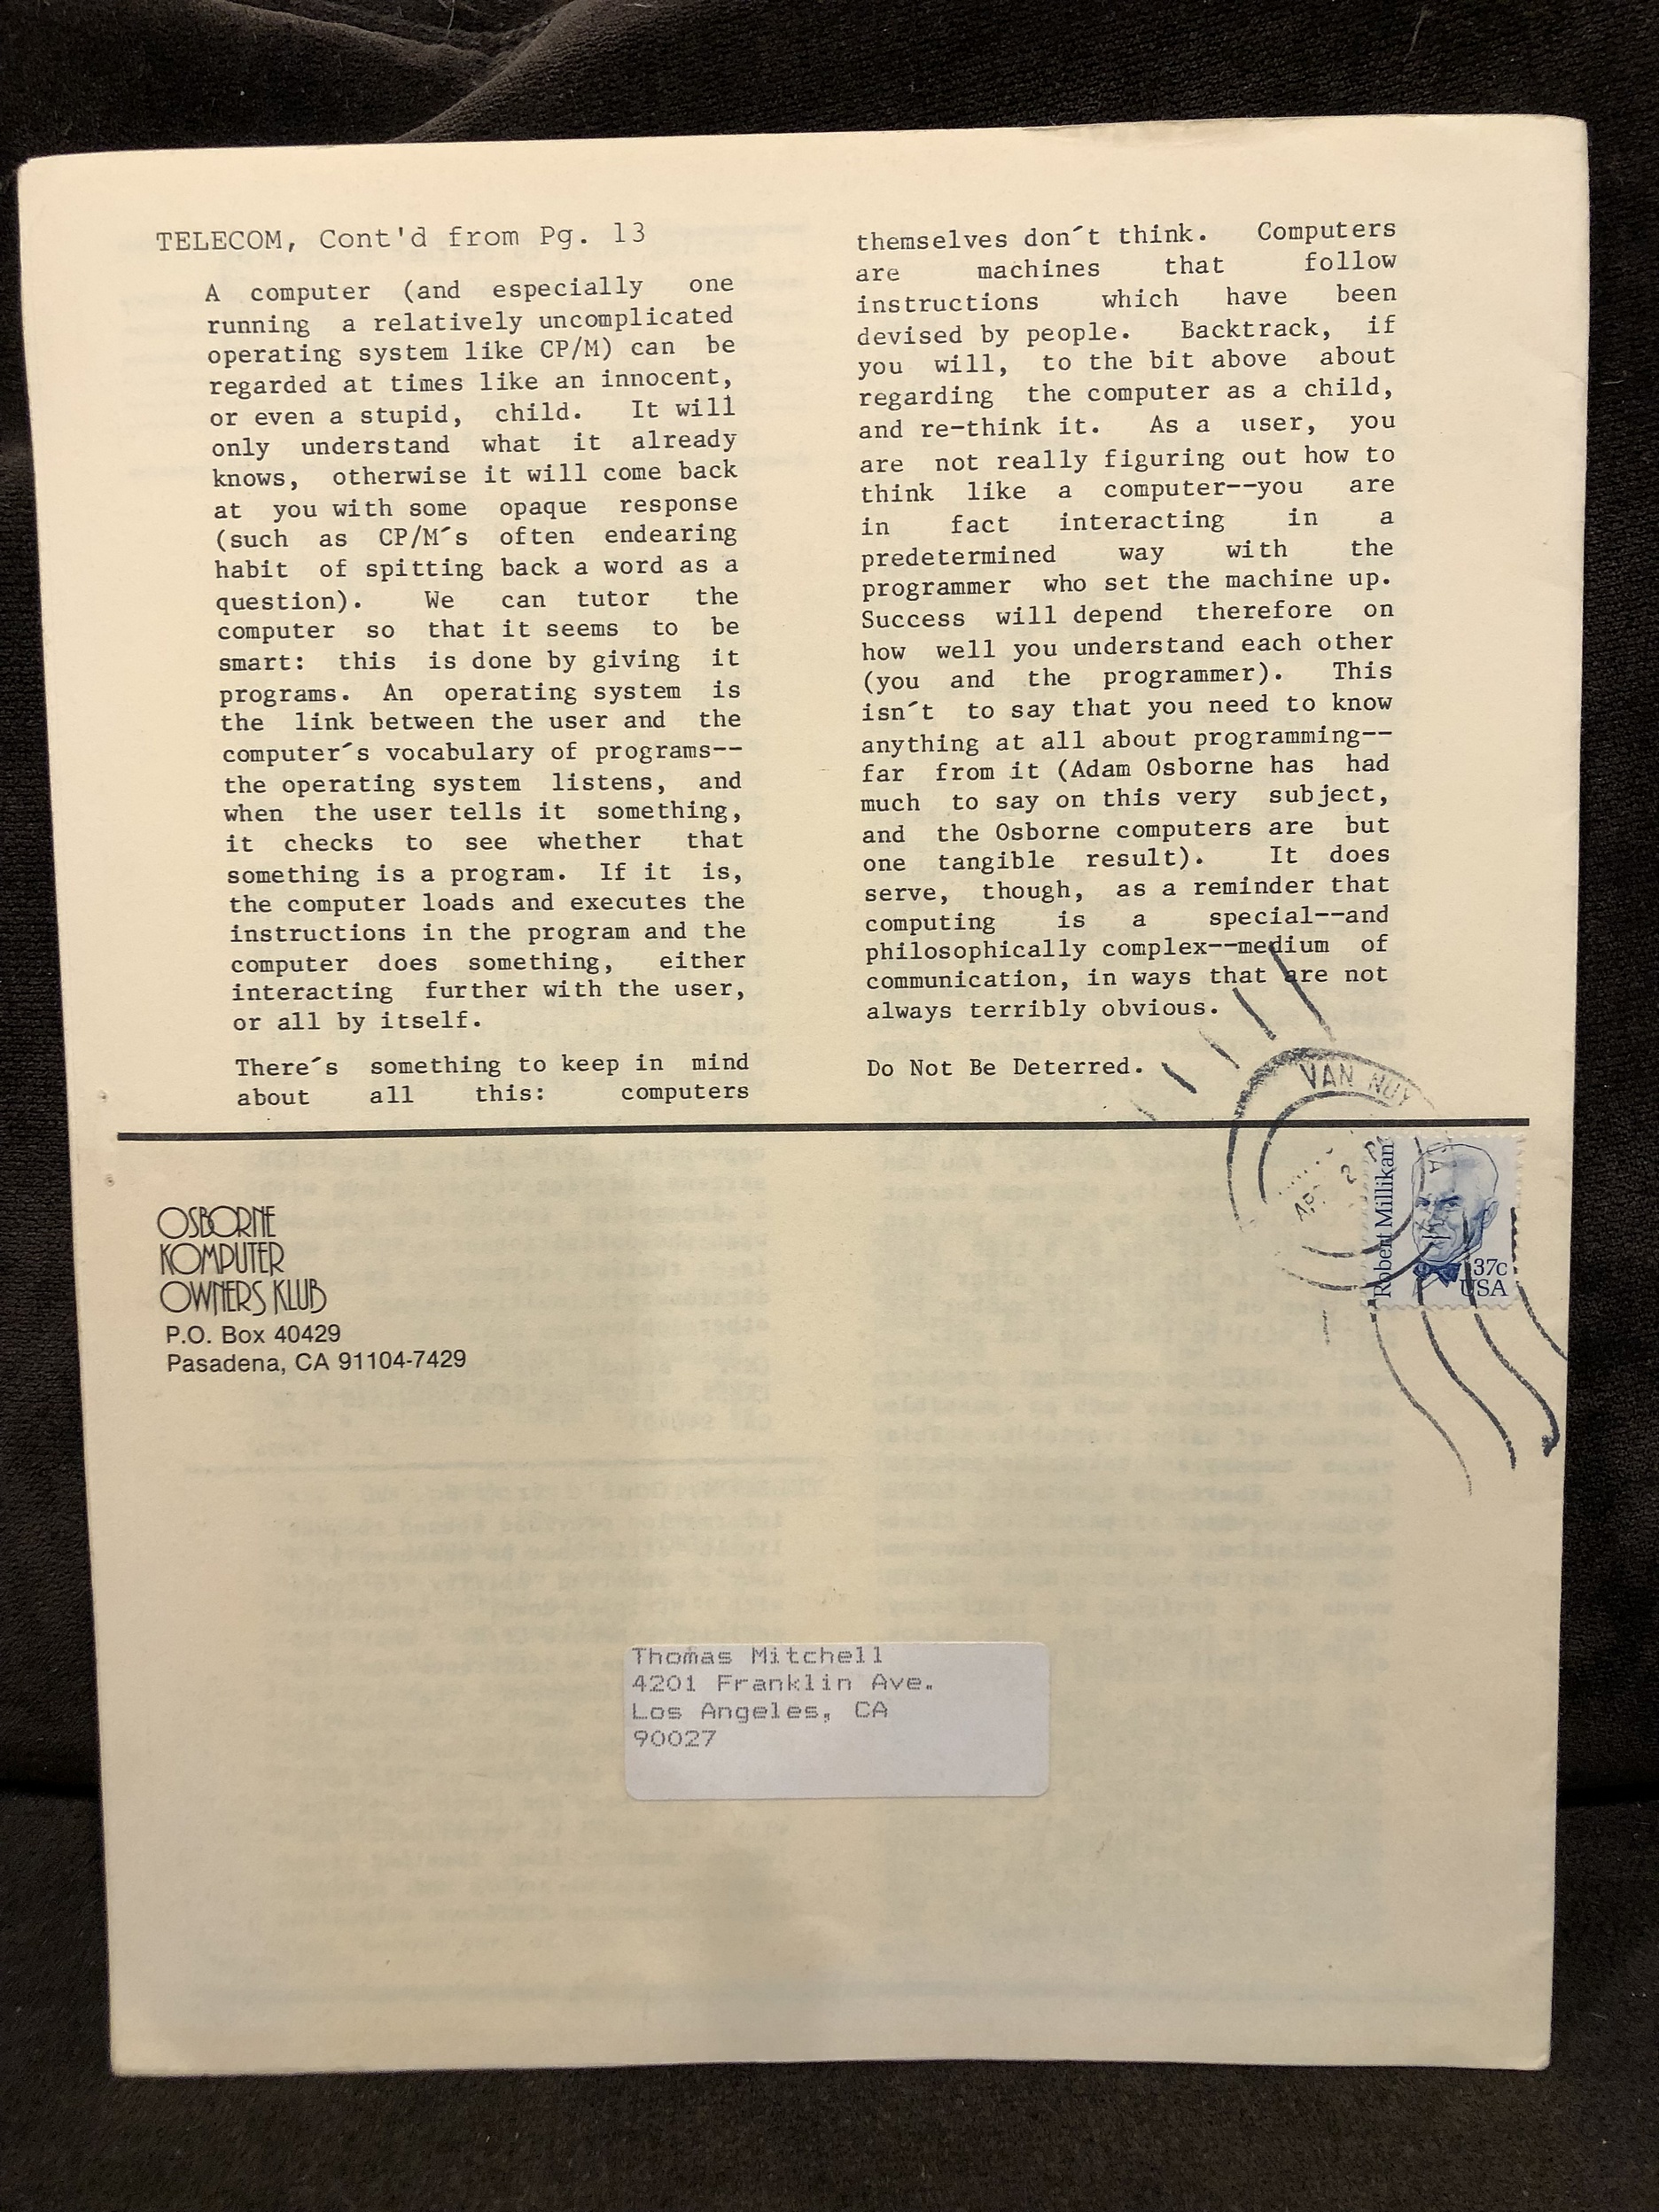 TELECOM, Cont'd from Pg. 13
A computer (and especially one
running a relatively uncomplicated
operating system like CP/M) can be
regarded at times like an innocent,
or even a stupid, child. It will
only understand what it already
knows, otherwise it will come back
at you with some opaque response
(such as CP/M´s often endearing
habit of spitting back a word as a
question). We can tutor the
computer so that it seems to be
smart: this is done by giving it
programs. An operating system is
the link between the user and the
computer´s vocabulary of programs--
the operating system listens, and
when the user tells it something,
it checks to see whether that
something is a program. If it is,
the computer loads and executes the
instructions in the program and the
computer does something, either
interacting further with the user,
or all by itself.
There´s something to keep in mind
about all this: computers
themselves don´t think. Computers
are machines that follow
instructions which have been
devised by people. Backtrack, if
you will, to the bit above about
regarding the computer as a child,
and re-think it. As a user, you
are not really figuring out how to
think like a computer--you are
in fact interacting in a
predetermined way with the
programmer who set the machine up.
Success will depend therefore on
how well you understand each other
(you and the programmer). This
isn´t to say that you need to know
anything at all about programming--
far from it (Adam Osborne has had
much to say on this very subject,
and the Osborne computers are but
one tangible result). It does
serve, though, as a reminder that
computing is a special--and
philosophically complex--medium of
communication, in ways that are not
always terribly obvious.
Do Not Be Deterred.
VAN NUY
Robert Millikan
37c
USA
OSBORNE
KOMPUTER
OWNERS KLUB
P.O. Box 40429
Pasadena, CA 91104-7429
Thomas Mitchell
4201 Franklin Ave.
Los Angeles, CA
90027